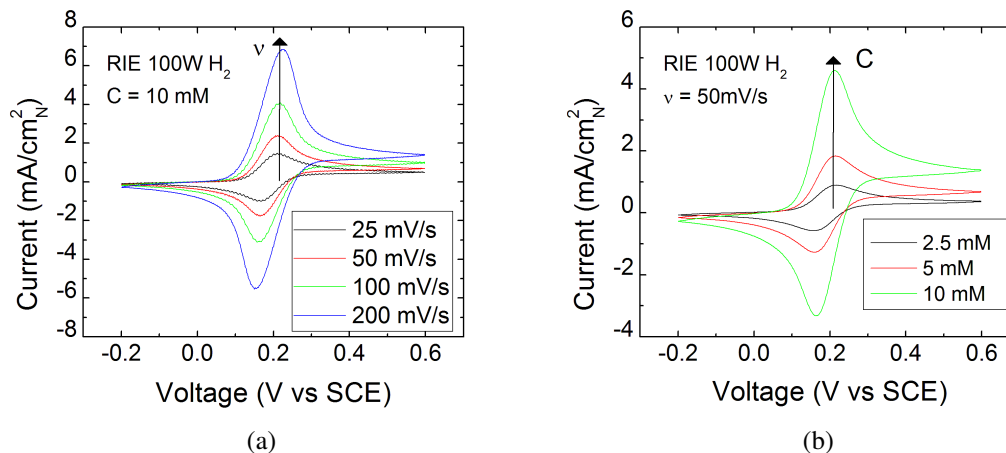 RIE 100W H₂
C = 10 mM
ν
8
6
4
2
0
-2
-4
-6
-8
Current (mA/cm²_N)
-0.2 0.0 0.2 0.4 0.6
Voltage (V vs SCE)
25 mV/s
50 mV/s
100 mV/s
200 mV/s
(a)
RIE 100W H₂
ν = 50mV/s
C
6
4
2
0
-2
-4
Current (mA/cm²_N)
-0.2 0.0 0.2 0.4 0.6
Voltage (V vs SCE)
2.5 mM
5 mM
10 mM
(b)